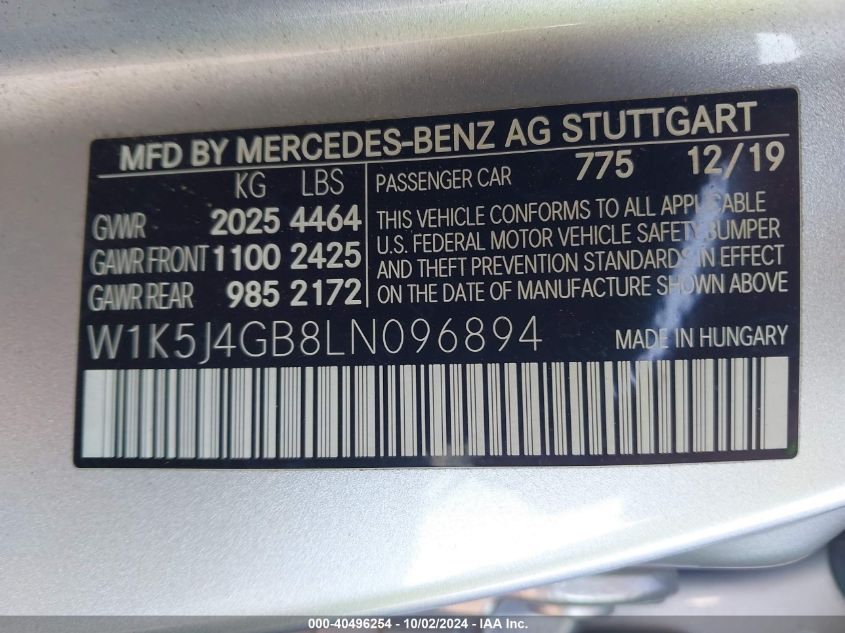 MFD BY MERCEDES-BENZ AG STUTTGART
KG LBS
GVWR 2025 4464
GAWR FRONT 1100 2425
GAWR REAR 985 2172
PASSENGER CAR 775 12/19
THIS VEHICLE CONFORMS TO ALL APPLICABLE
U.S. FEDERAL MOTOR VEHICLE SAFETY BUMPER
AND THEFT PREVENTION STANDARDS IN EFFECT
ON THE DATE OF MANUFACTURE SHOWN ABOVE
W1K5J4GB8LN096894 MADE IN HUNGARY
000-40496254 - 10/02/2024 - IAA Inc.